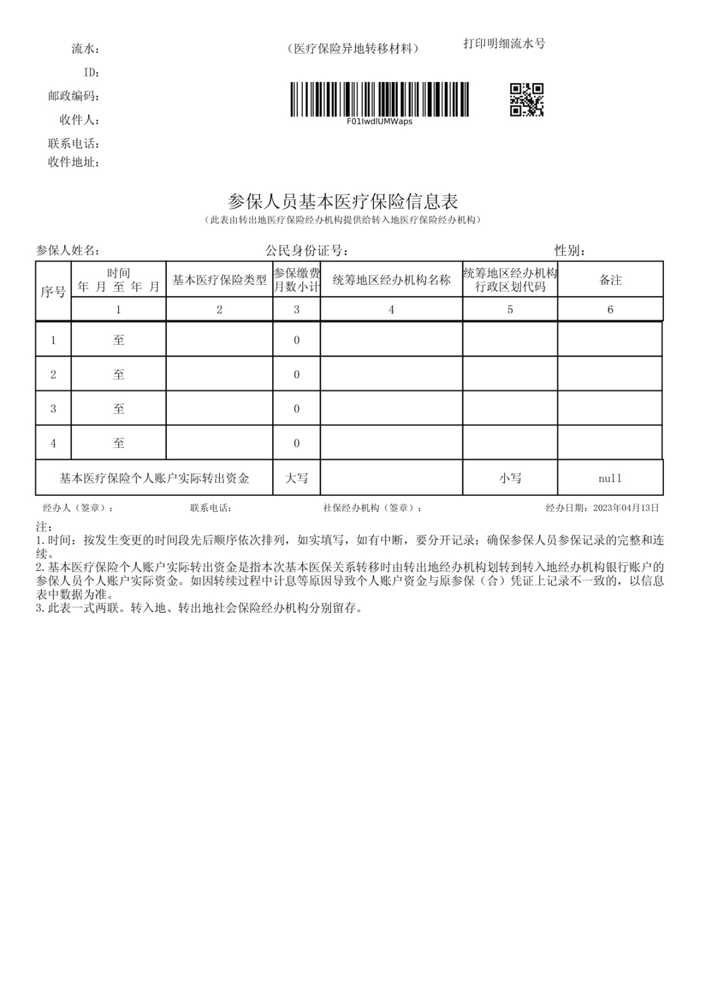 流水：
（医疗保险异地转移材料）
打印明细流水号
ID:
邮政编码：
收件人：
F01IwdlUMWaps
联系电话：
收件地址：
参保人员基本医疗保险信息表
（此表由转出地医疗保险经办机构提供给转入地医疗保险经办机构）
参保人姓名： 公民身份证号： 性别：
序号
时间
年 月 至 年 月
基本医疗保险类型
参保缴费
月数小计
统筹地区经办机构名称
统筹地区经办机构
行政区划代码
备注
1 2 3 4 5 6
1 至 0
2 至 0
3 至 0
4 至 0
基本医疗保险个人账户实际转出资金 大写 小写 null
经办人（签章）： 联系电话: 社保经办机构（签章）： 经办日期：2023年04月13日
注：
1.时间：按发生变更的时间段先后顺序依次排列，如实填写，如有中断，要分开记录；确保参保人员参保记录的完整和连
续。
2.基本医疗保险个人账户实际转出资金是指本次基本医保关系转移时由转出地经办机构划转到转入地经办机构银行账户的
参保人员个人账户实际资金。如因转续过程中计息等原因导致个人账户资金与原参保（合）凭证上记录不一致的，以信息
表中数据为准。
3.此表一式两联。转入地、转出地社会保险经办机构分别留存。